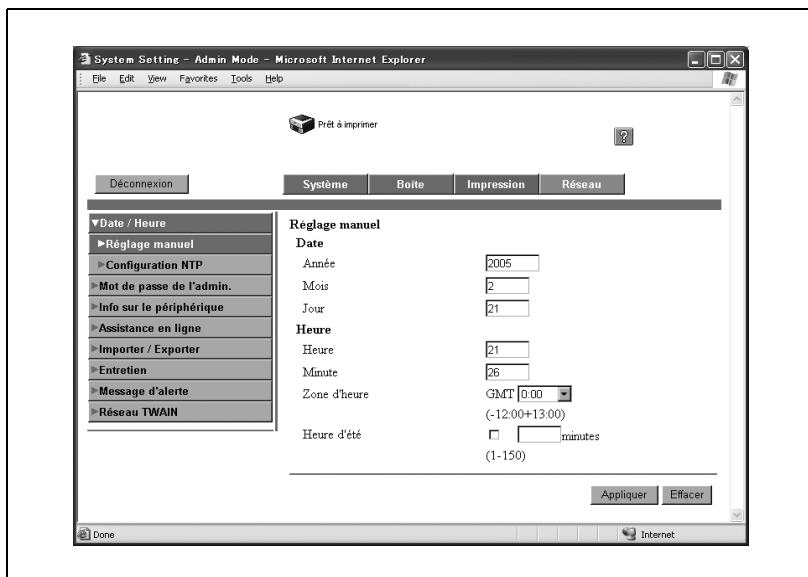 System Setting - Admin Mode - Microsoft Internet Explorer
File Edit View Favorites Tools Help
Prêt à imprimer
?
Déconnexion
Système Boite Impression Réseau
Date / Heure
Réglage manuel
Configuration NTP
Mot de passe de l'admin.
Info sur le périphérique
Assistance en ligne
Importer / Exporter
Entretien
Message d'alerte
Réseau TWAIN
Réglage manuel
Date
Année 2005
Mois 2
Jour 21
Heure
Heure 21
Minute 26
Zone d'heure GMT 0:00
(-12:00+13:00)
Heure d'été minutes
(1-150)
Appliquer Effacer
Done Internet